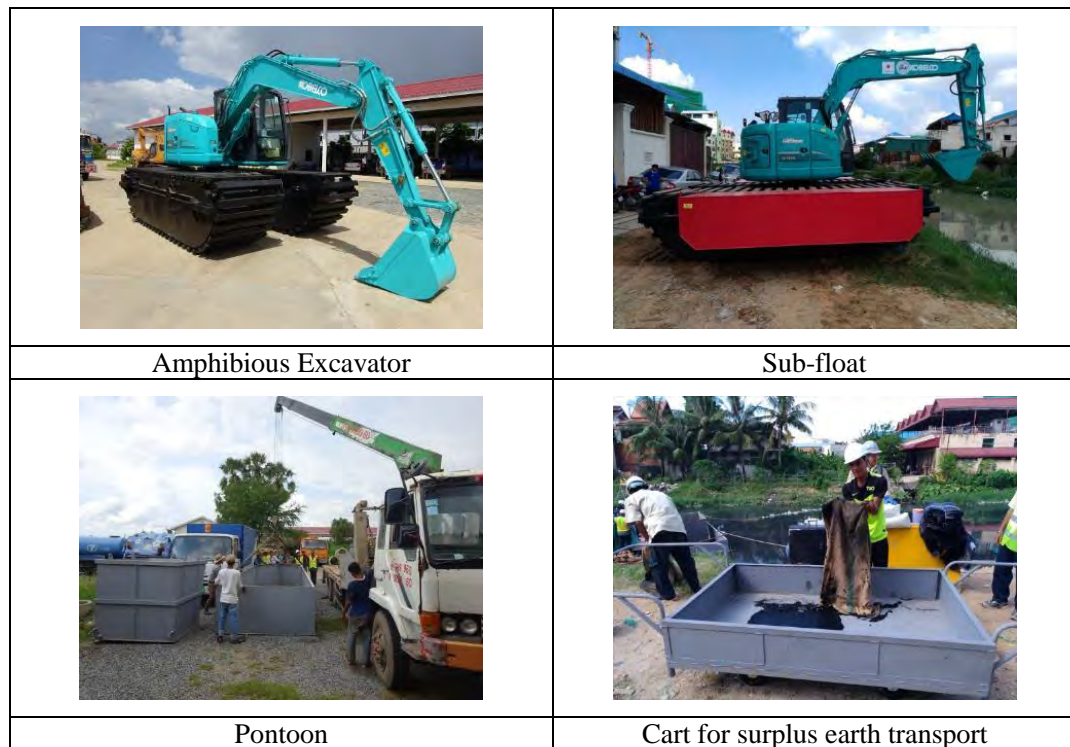 KOBELCO
KOBELCO
Amphibious Excavator
Sub-float
Pontoon
Cart for surplus earth transport